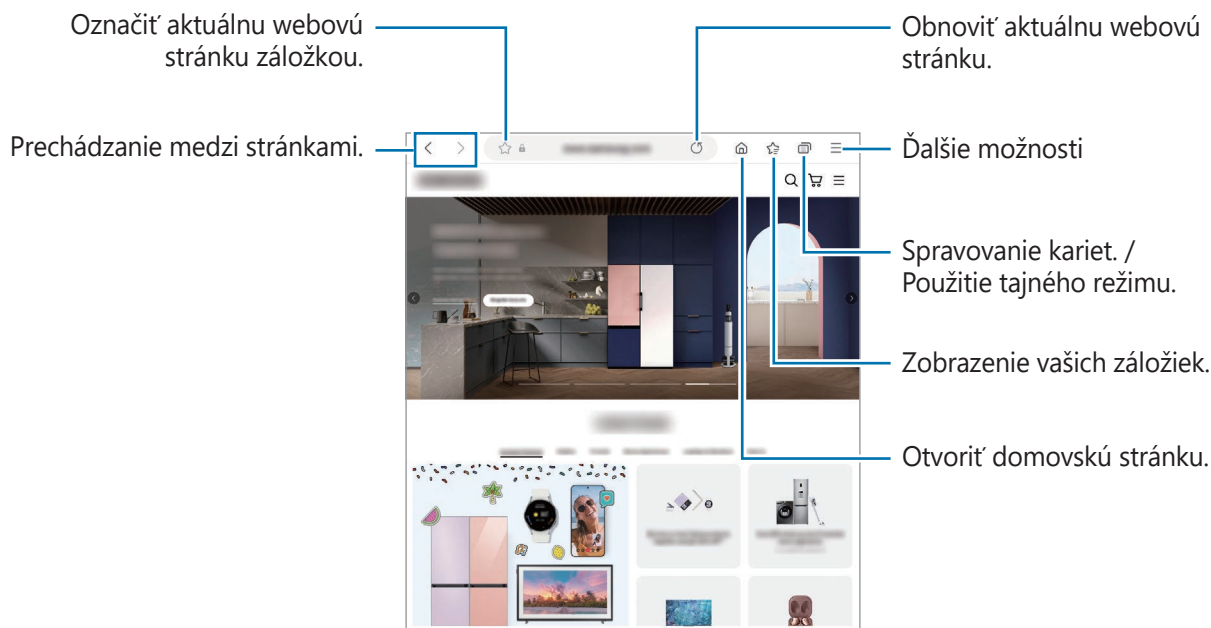 Označiť aktuálnu webovú
stránku záložkou.
Obnoviť aktuálnu webovú
stránku.
Prechádzanie medzi stránkami.
Ďalšie možnosti
Spravovanie kariet. /
Použitie tajného režimu.
Zobrazenie vašich záložiek.
Otvoriť domovskú stránku.